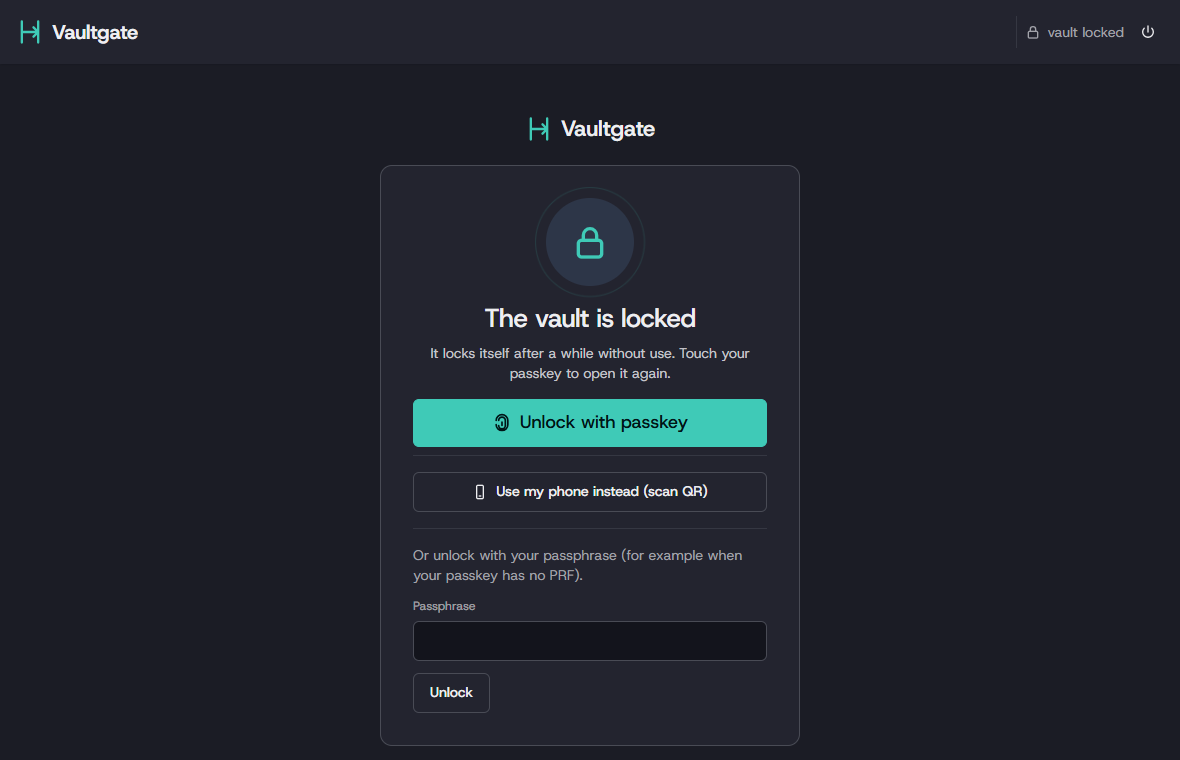 Vaultgate
vault locked
Vaultgate
The vault is locked
It locks itself after a while without use. Touch your
passkey to open it again.
Unlock with passkey
Use my phone instead (scan QR)
Or unlock with your passphrase (for example when
your passkey has no PRF).
Passphrase
Unlock